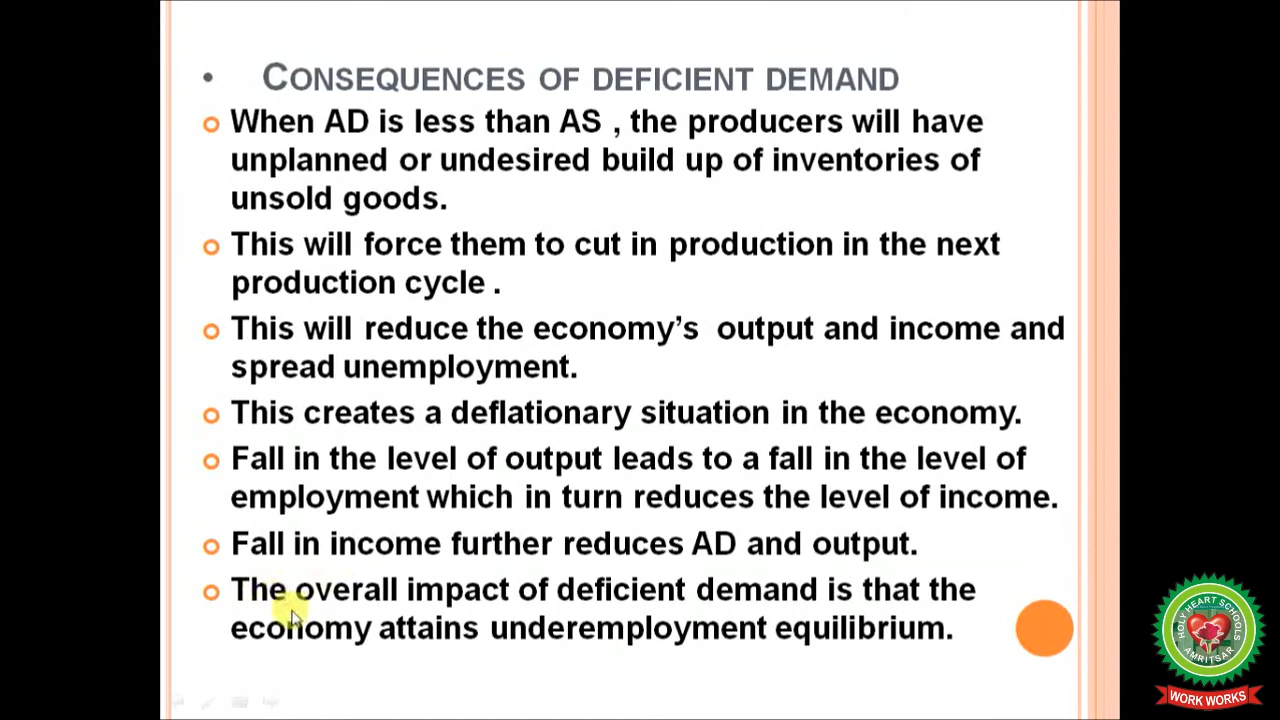 • CONSEQUENCES OF DEFICIENT DEMAND
When AD is less than AS , the producers will have
unplanned or undesired build up of inventories of
unsold goods.
This will force them to cut in production in the next
production cycle .
This will reduce the economy’s output and income and
spread unemployment.
This creates a deflationary situation in the economy.
Fall in the level of output leads to a fall in the level of
employment which in turn reduces the level of income.
Fall in income further reduces AD and output.
The overall impact of deficient demand is that the
economy attains underemployment equilibrium.
HOLY HEART SCHOOLS
AMRITSAR
WORK WORKS